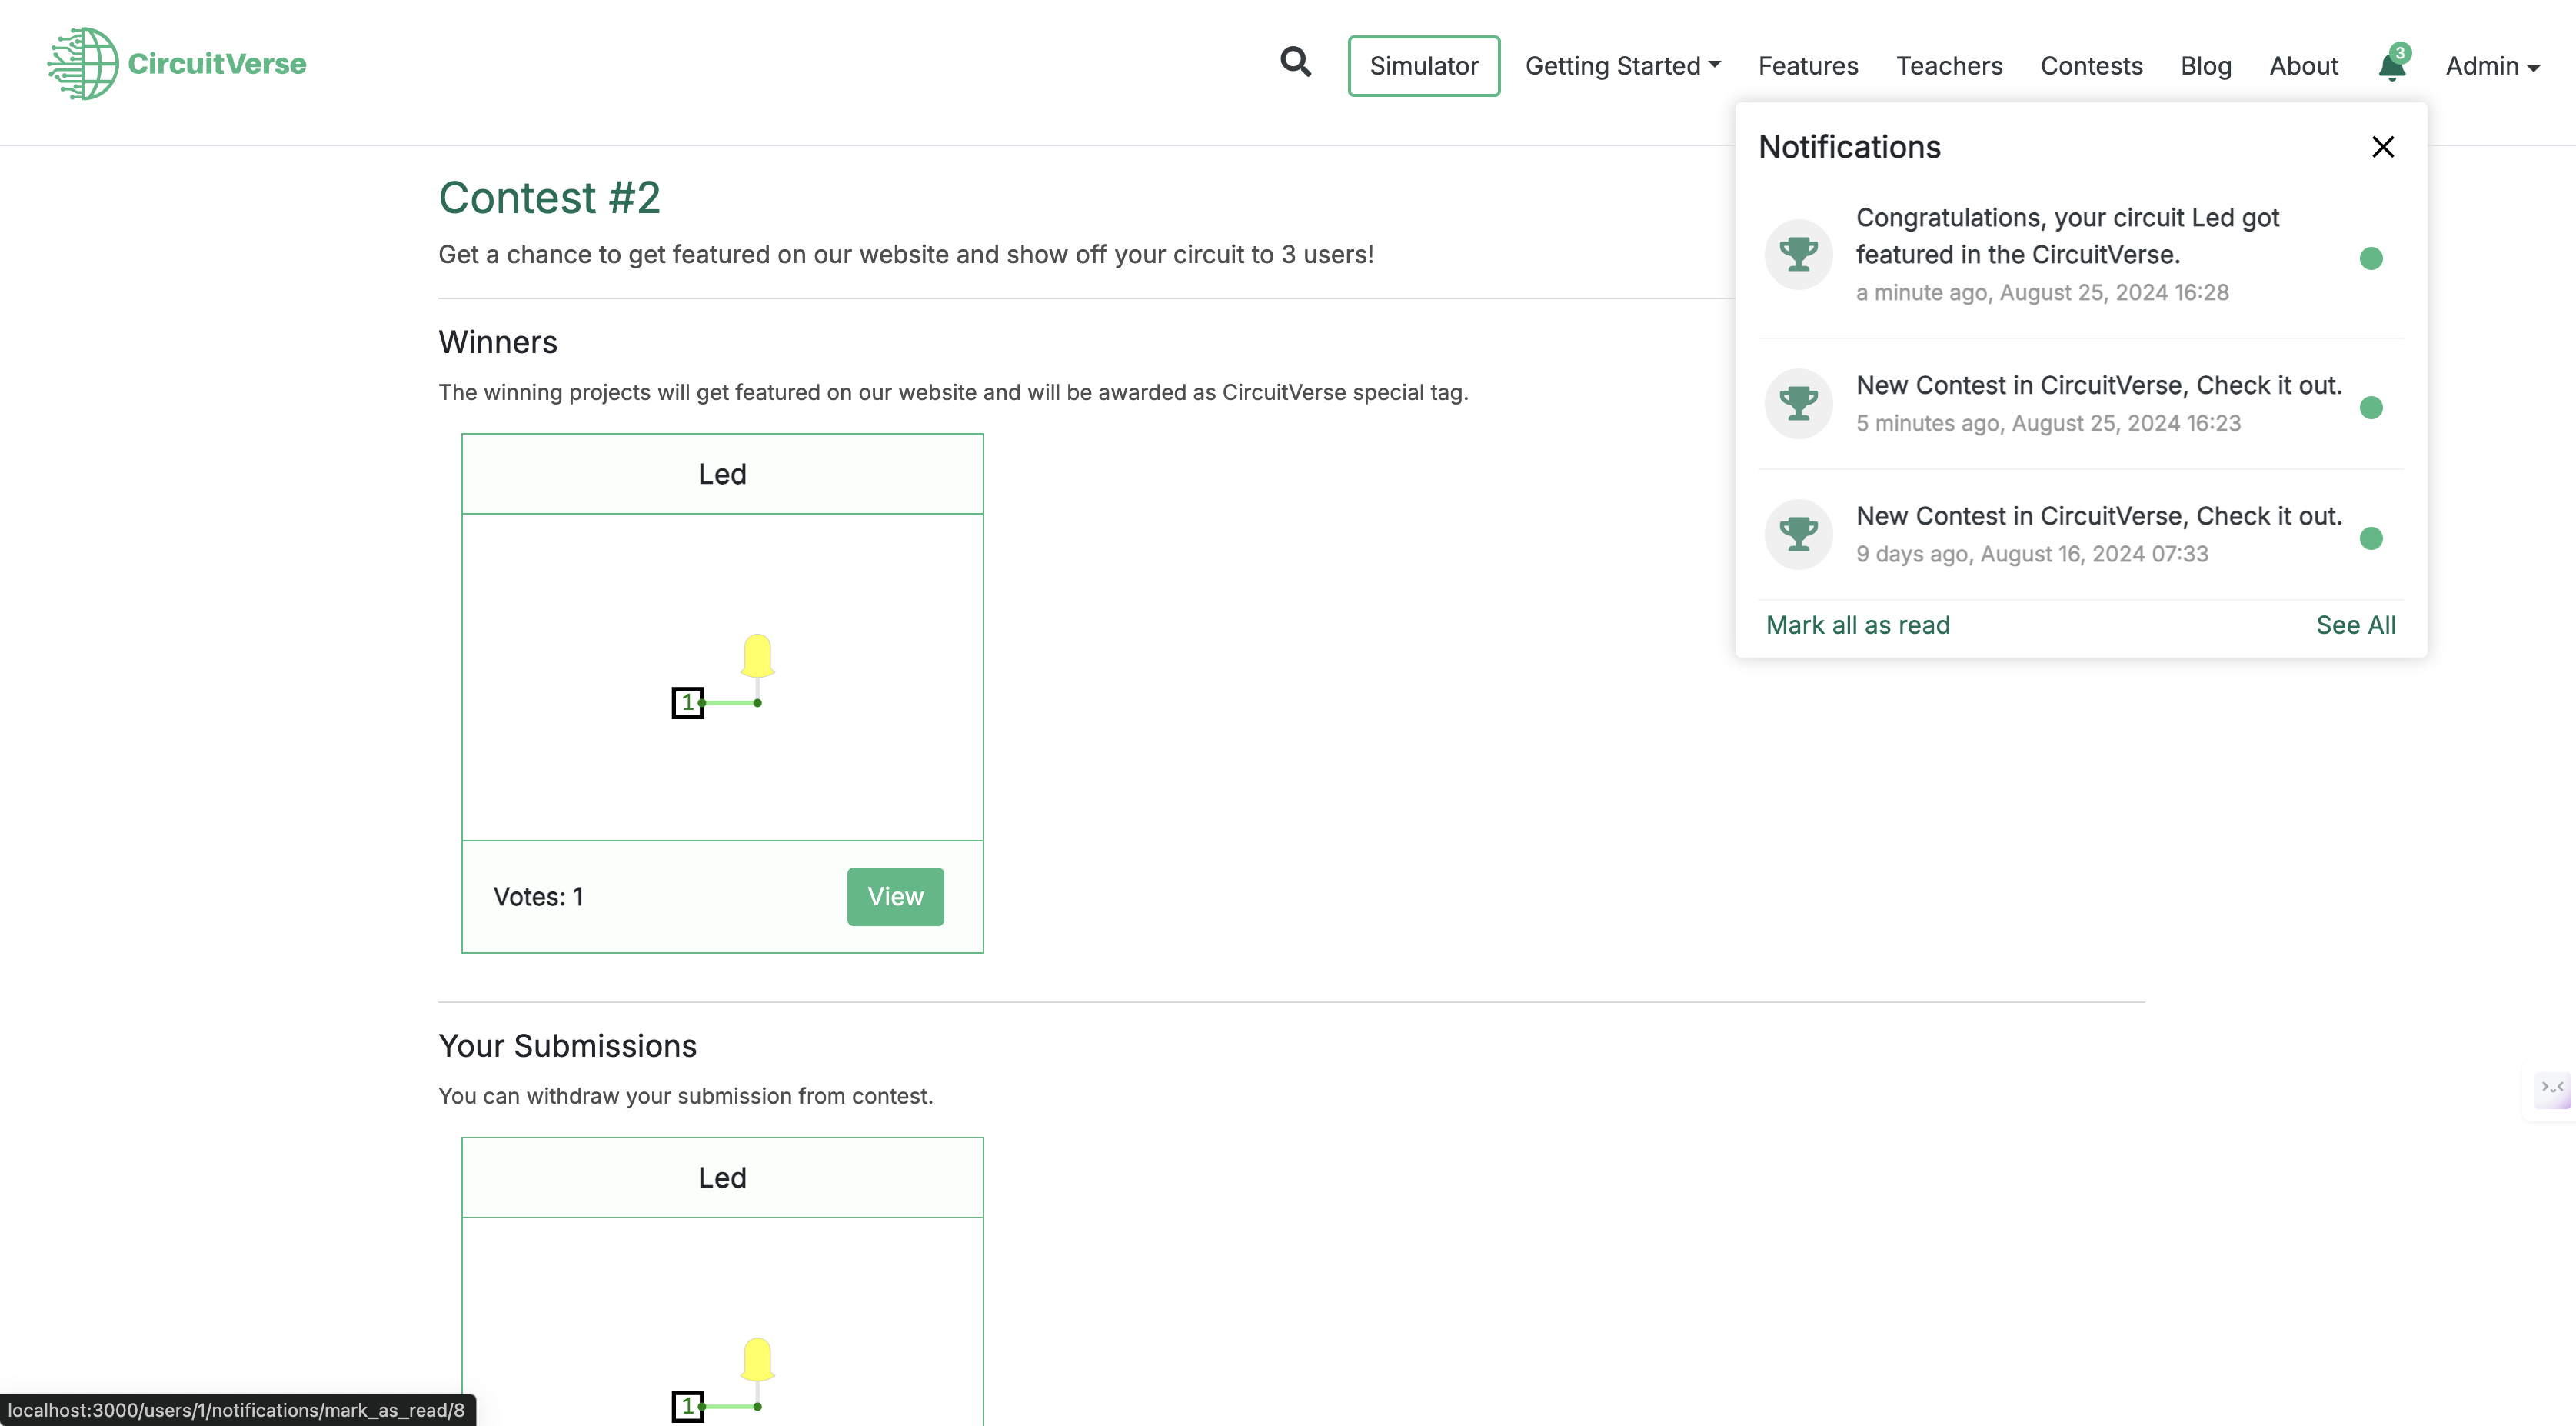 CircuitVerse
Simulator
Getting Started
Features
Teachers
Contests
Blog
About
3
Admin
Notifications
Congratulations, your circuit Led got
featured in the CircuitVerse.
a minute ago, August 25, 2024 16:28
New Contest in CircuitVerse, Check it out.
5 minutes ago, August 25, 2024 16:23
New Contest in CircuitVerse, Check it out.
9 days ago, August 16, 2024 07:33
Mark all as read
See All
Contest #2
Get a chance to get featured on our website and show off your circuit to 3 users!
Winners
The winning projects will get featured on our website and will be awarded as CircuitVerse special tag.
Led
1
Votes: 1
View
Your Submissions
You can withdraw your submission from contest.
Led
1
localhost:3000/users/1/notifications/mark_as_read/8